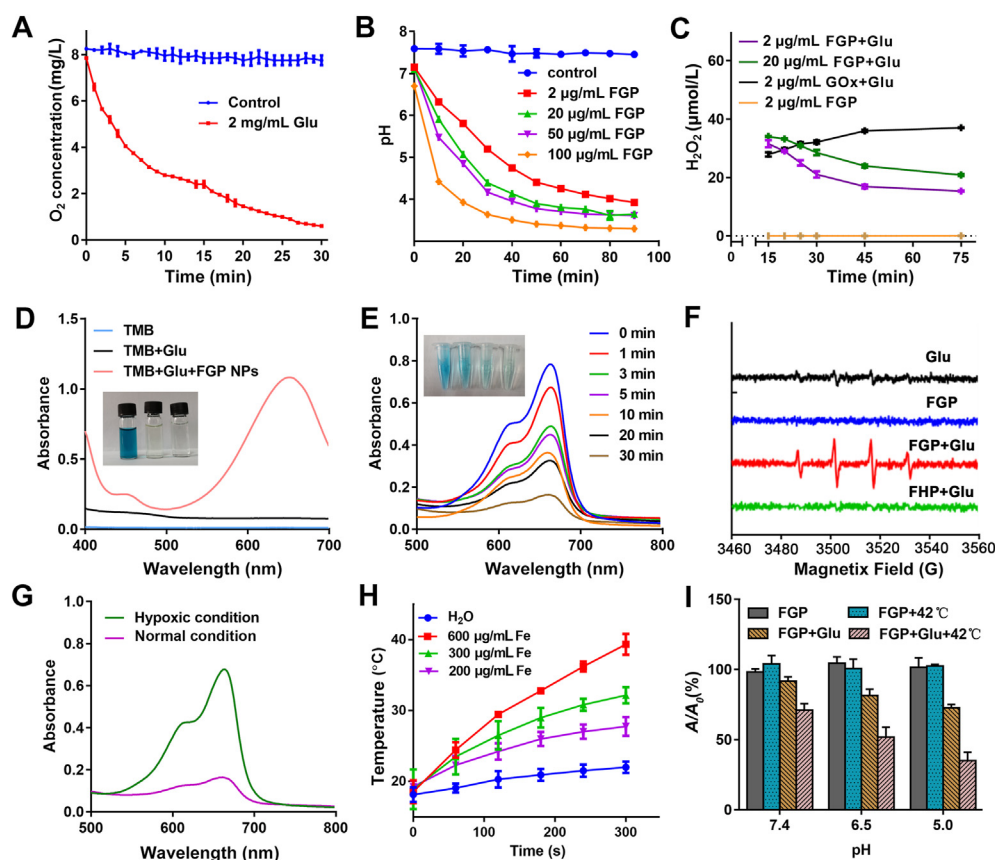 A
O₂ concentration(mg/L)
8
6
4
2
0
0 5 10 15 20 25 30
Time (min)
Control
2 mg/mL Glu
B
pH
8
7
6
5
4
0 20 40 60 80 100
Time (min)
control
2 µg/mL FGP
20 µg/mL FGP
50 µg/mL FGP
100 µg/mL FGP
C
H₂O₂ (µmol/L)
60
40
20
0
0 15 30 45 60 75
Time (min)
2 µg/mL FGP+Glu
20 µg/mL FGP+Glu
2 µg/mL GOx+Glu
2 µg/mL FGP
D
Absorbance
1.5
1.0
0.5
0.0
400 500 600 700
Wavelength (nm)
TMB
TMB+Glu
TMB+Glu+FGP NPs
E
Absorbance
1.0
0.8
0.6
0.4
0.2
0.0
500 600 700 800
Wavelength (nm)
0 min
1 min
3 min
5 min
10 min
20 min
30 min
F
Glu
FGP
FGP+Glu
FHP+Glu
3460 3480 3500 3520 3540 3560
Magnetix Field (G)
G
Absorbance
1.0
0.8
0.6
0.4
0.2
0.0
500 600 700 800
Wavelength (nm)
Hypoxic condition
Normal condition
H
Temperature (°C)
40
30
20
0 100 200 300
Time (s)
H₂O
600 µg/mL Fe
300 µg/mL Fe
200 µg/mL Fe
I
A/A₀(%)
150
100
50
0
7.4 6.5 5.0
pH
FGP
FGP+42℃
FGP+Glu
FGP+Glu+42℃